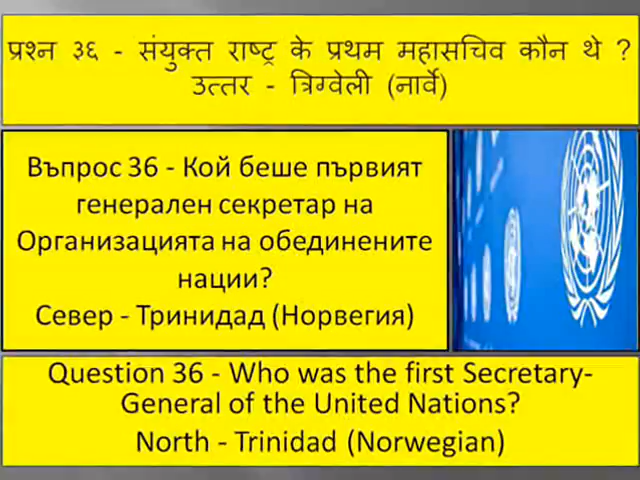 प्रश्न ३६ - संयुक्त राष्ट्र के प्रथम महासचिव कौन थे ?
उत्तर - त्रिग्वेली (नार्वे)
Въпрос 36 - Кой беше първият
генерален секретар на
Организацията на обединените
нации?
Север - Тринидад (Норвегия)
Question 36 - Who was the first Secretary-
General of the United Nations?
North - Trinidad (Norwegian)